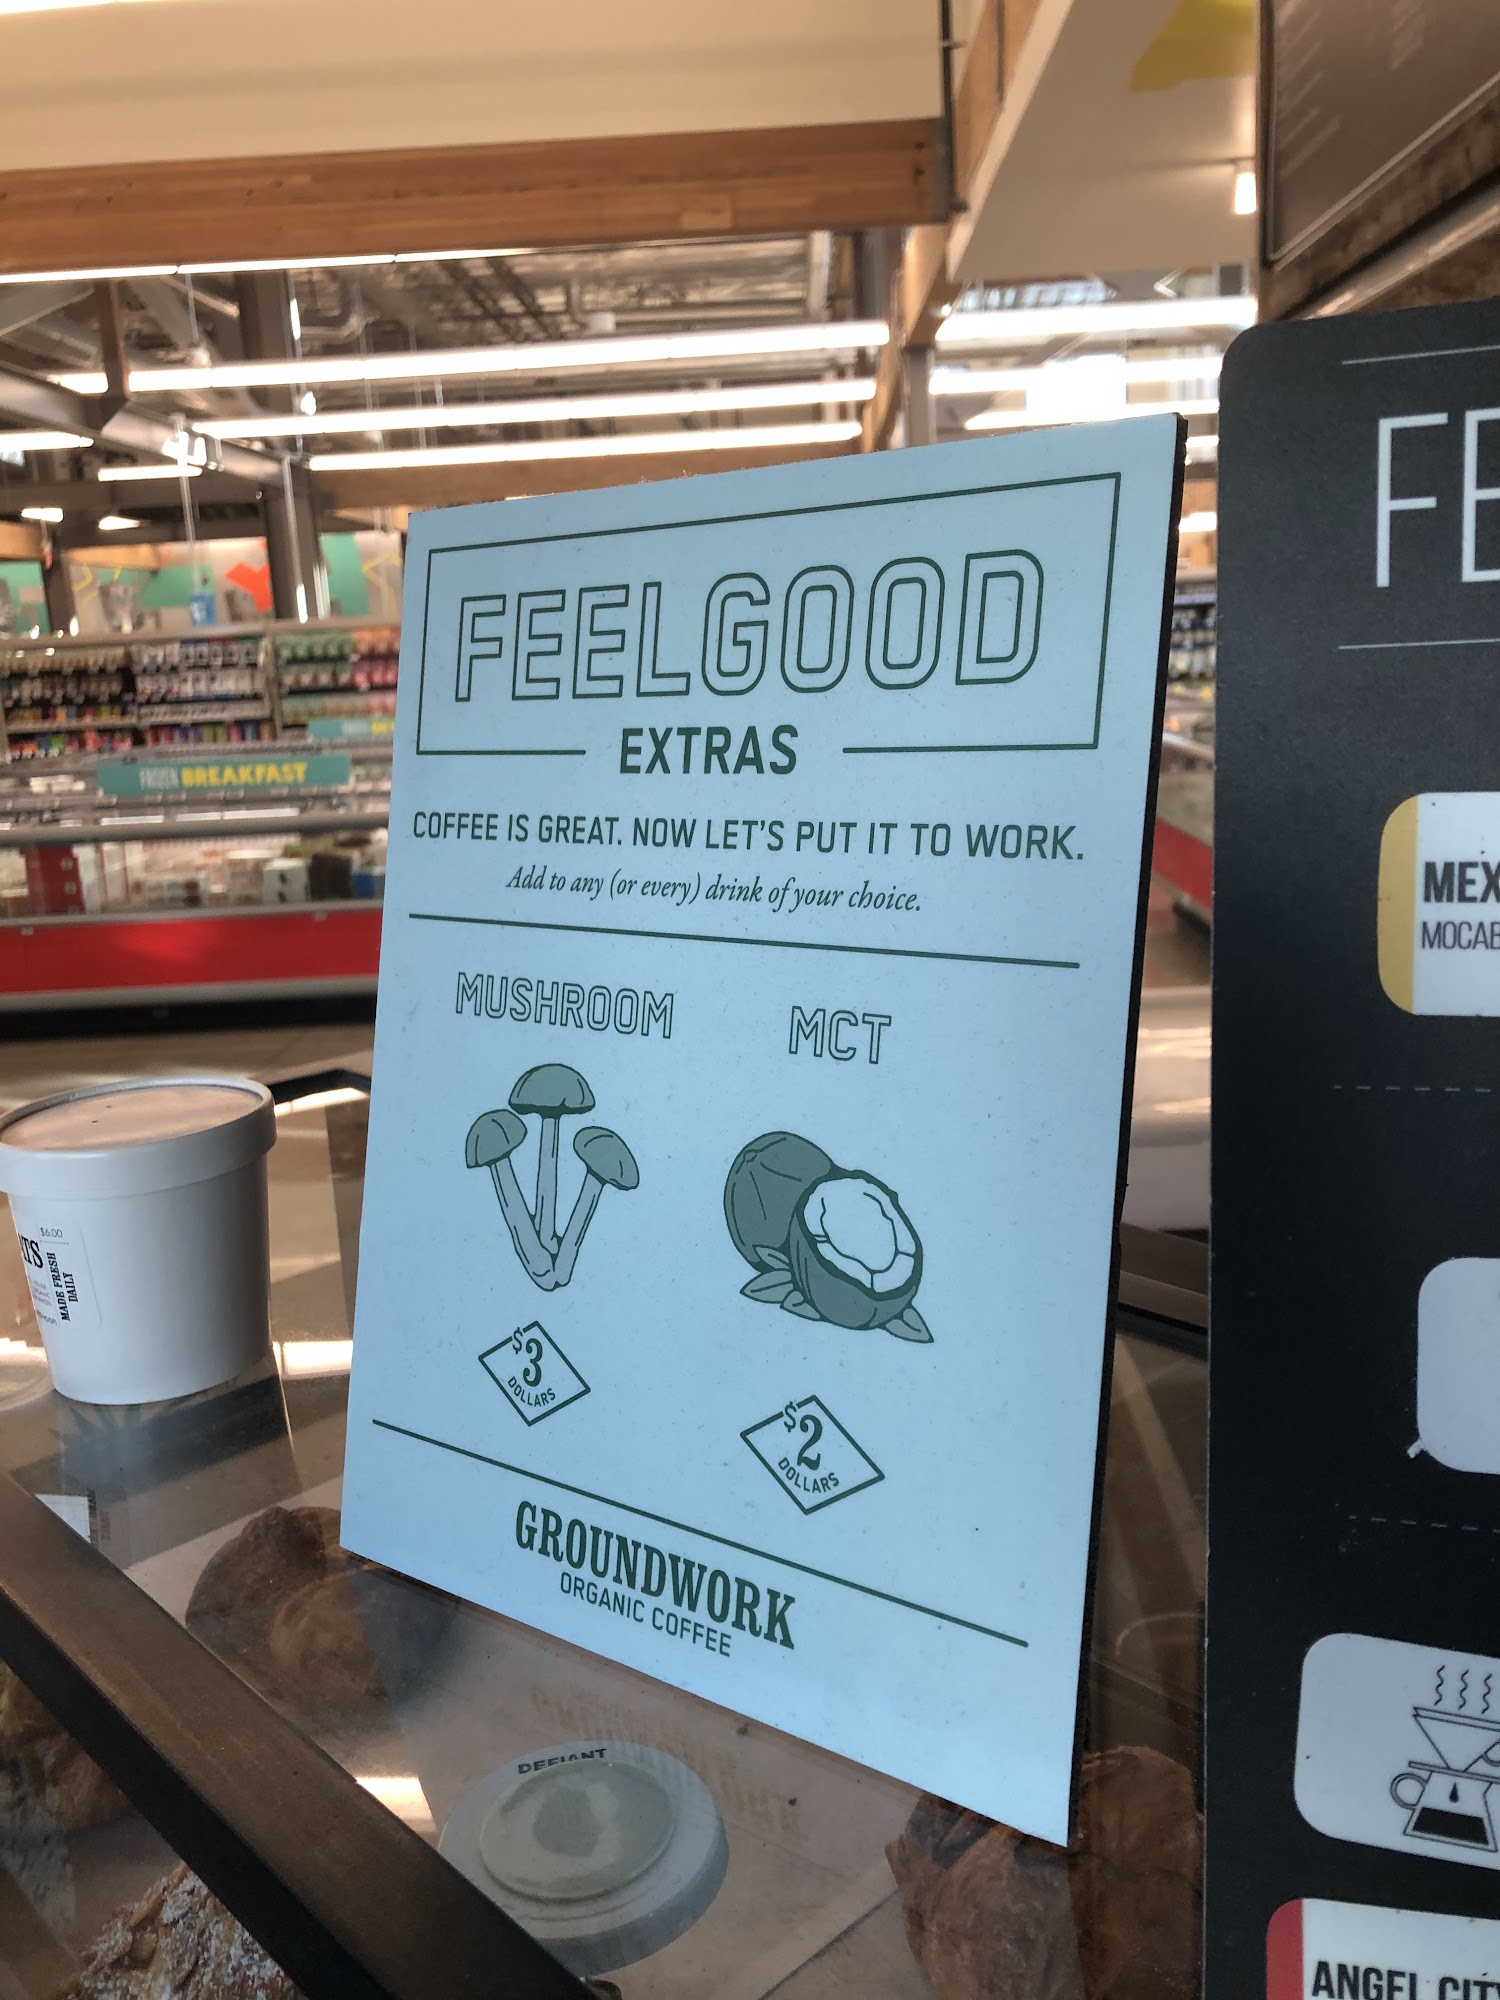 FEELGOOD
EXTRAS
COFFEE IS GREAT. NOW LET'S PUT IT TO WORK.
Add to any (or every) drink of your choice.
MUSHROOM
MCT
$3
DOLLARS
$2
DOLLARS
GROUNDWORK
ORGANIC COFFEE
FROZEN BREAKFAST
$6.00
MADE FRESH
DAILY
DEFIANT
FE
MEX
MOCAB
ANGEL CITY